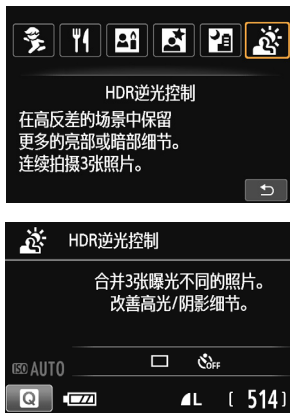 HDR逆光控制
在高反差的场景中保留
更多的亮部或暗部细节。
连续拍摄3张照片。
HDR逆光控制
合并3张曝光不同的照片。
改善高光/阴影细节。
ISO AUTO
OFF
Q
L [514]